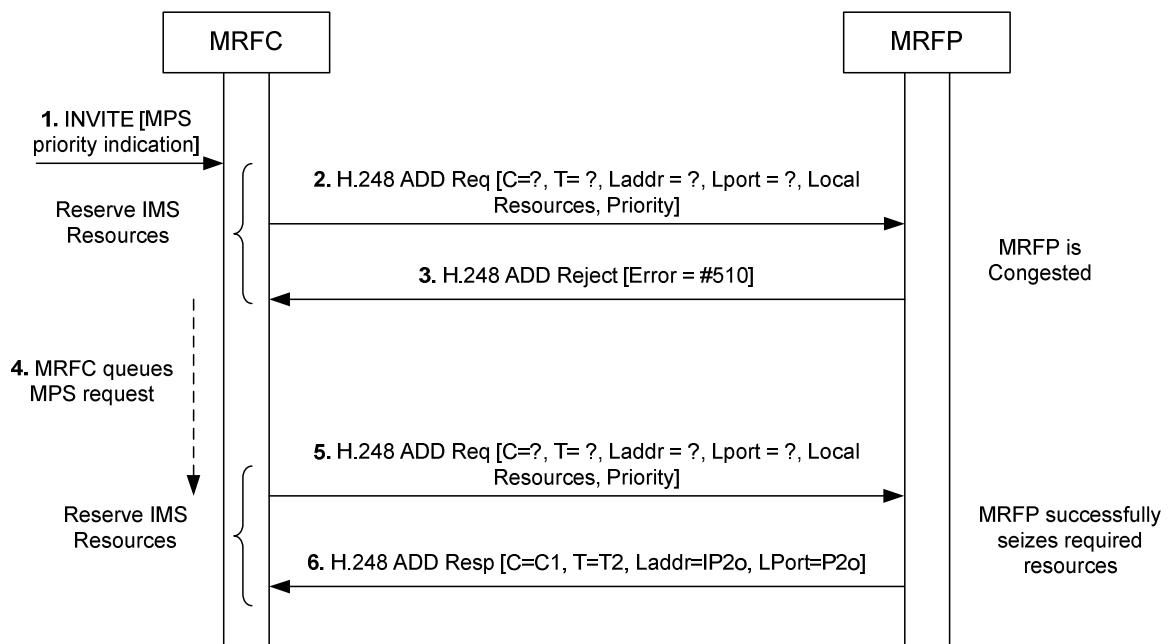 MRFC
MRFP
1. INVITE [MPS
priority indication]
2. H.248 ADD Req [C=?, T= ?, Laddr = ?, Lport = ?, Local
Resources, Priority]
Reserve IMS
Resources
MRFP is
Congested
3. H.248 ADD Reject [Error = #510]
4. MRFC queues
MPS request
5. H.248 ADD Req [C=?, T= ?, Laddr = ?, Lport = ?, Local
Resources, Priority]
Reserve IMS
Resources
MRFP successfully
seizes required
resources
6. H.248 ADD Resp [C=C1, T=T2, Laddr=IP2o, LPort=P2o]